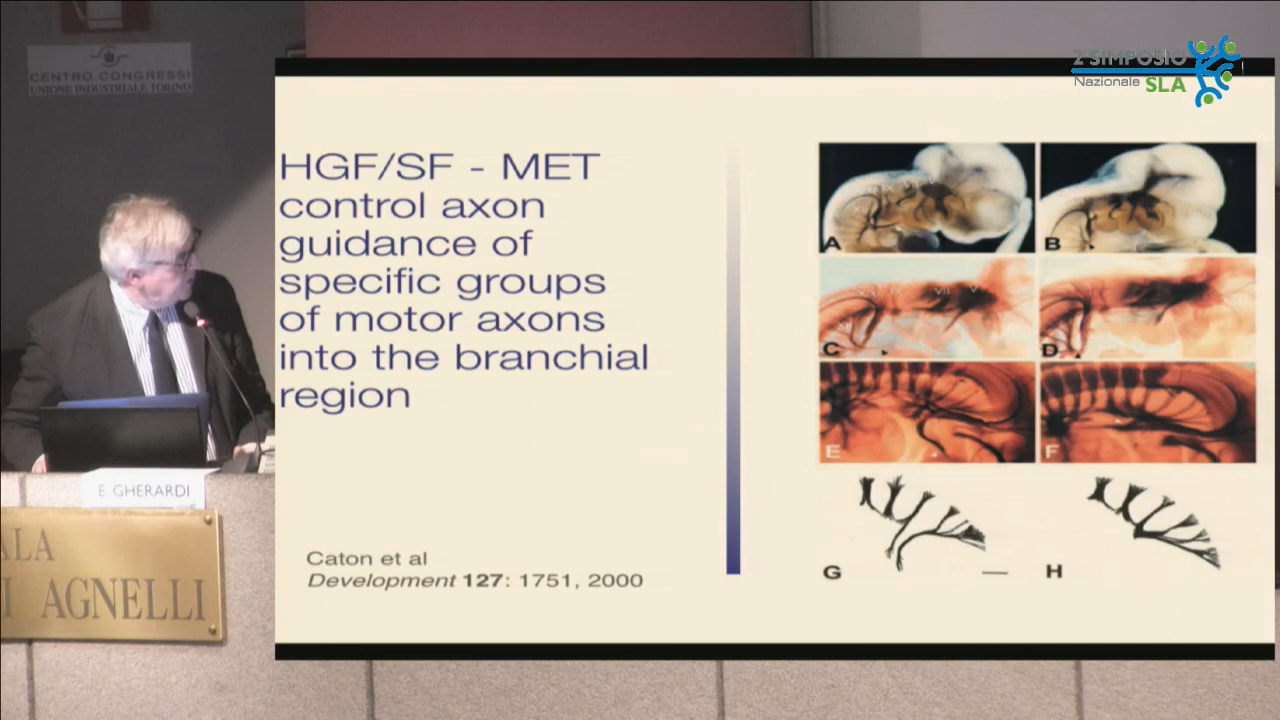 CENTRO CONGRESSI
UNIONE INDUSTRIALE TORINO
2°SIMPOSIO
Nazionale SLA
HGF/SF - MET
control axon
guidance of
specific groups
of motor axons
into the branchial
region
Caton et al
Development 127: 1751, 2000
A
B
C
D
E
F
G
H
E GHERARDI
ALA
I AGNELLI